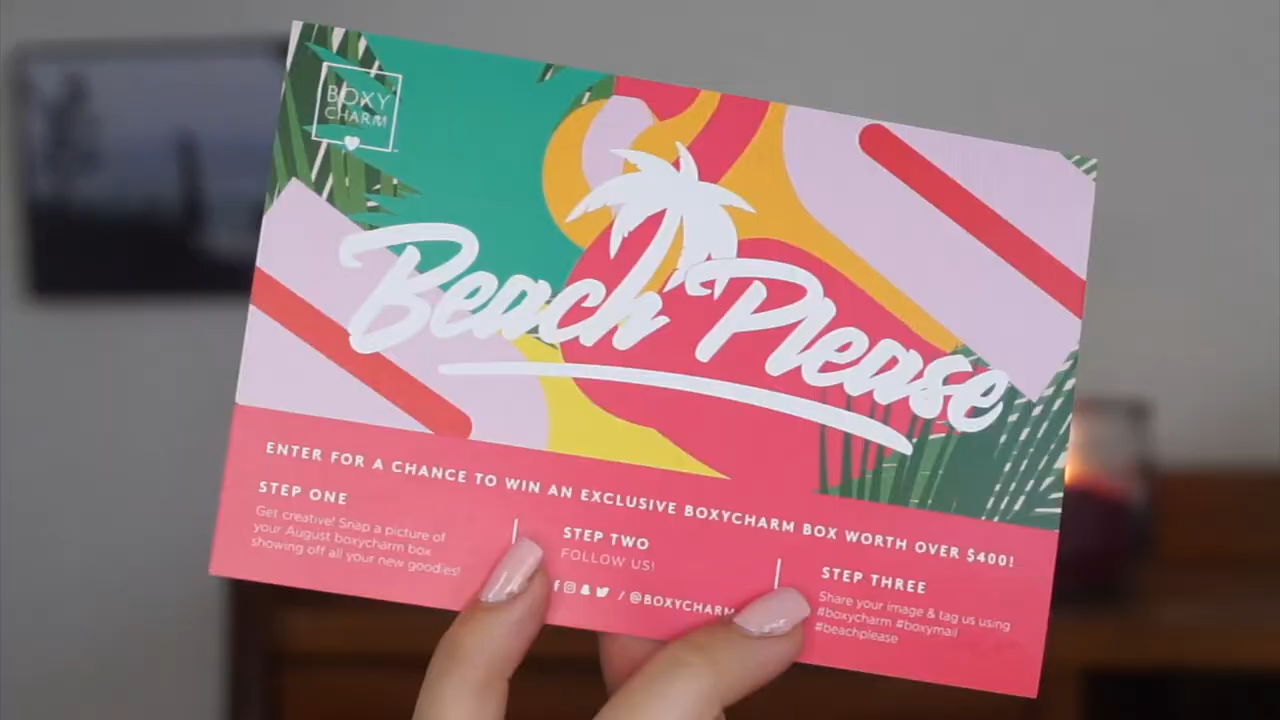 BOXY
CHARM
Beach Please
ENTER FOR A CHANCE TO WIN AN EXCLUSIVE BOXYCHARM BOX WORTH OVER $400!
STEP ONE
Get creative! Snap a picture of
your August boxycharm box
showing off all your new goodies!
STEP TWO
FOLLOW US!
/ @BOXYCHARM
STEP THREE
Share your image & tag us using
#boxycharm #boxymail
#beachplease